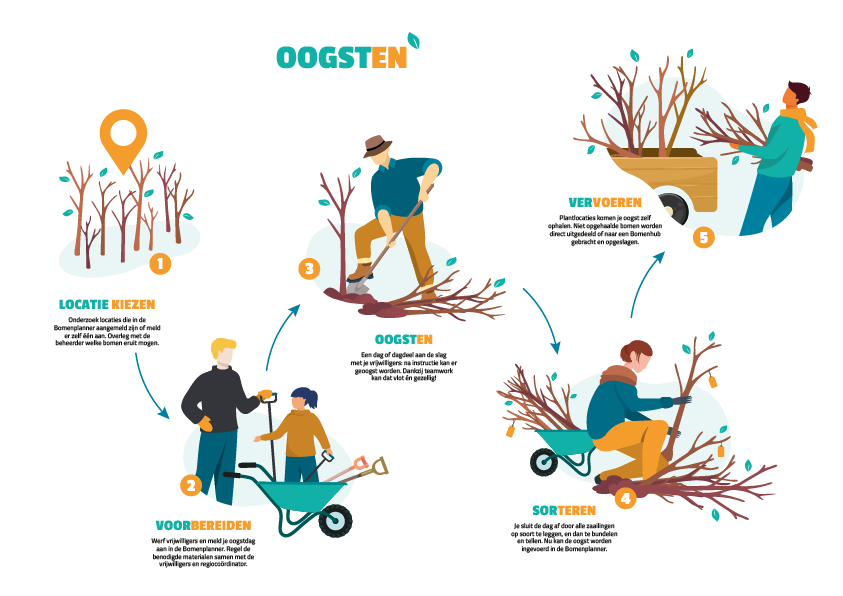 OOGSTEN
1
LOCATIE KIEZEN
Onderzoek locaties die in de
Bomenplanner aangemeld zijn of meld
er zelf één aan. Overleg met de
beheerder welke bomen eruit mogen.
2
VOORBEREIDEN
Werf vrijwilligers en meld je oogstdag
aan in de Bomenplanner. Regel de
benodigde materialen samen met de
vrijwilligers en regiocoördinator.
3
OOGSTEN
Een dag of dagdeel aan de slag
met je vrijwilligers: na instructie kan er
geoogst worden. Dankzij teamwork
kan dat vlot én gezellig!
4
SORTEREN
Je sluit de dag af door alle zaailingen
op soort te leggen, en dan te bundelen
en tellen. Nu kan de oogst worden
ingevoerd in de Bomenplanner.
5
VERVOEREN
Plantlocaties komen je oogst zelf
ophalen. Niet opgehaalde bomen worden
direct uitgedeeld of naar een Bomenhub
gebracht en opgeslagen.